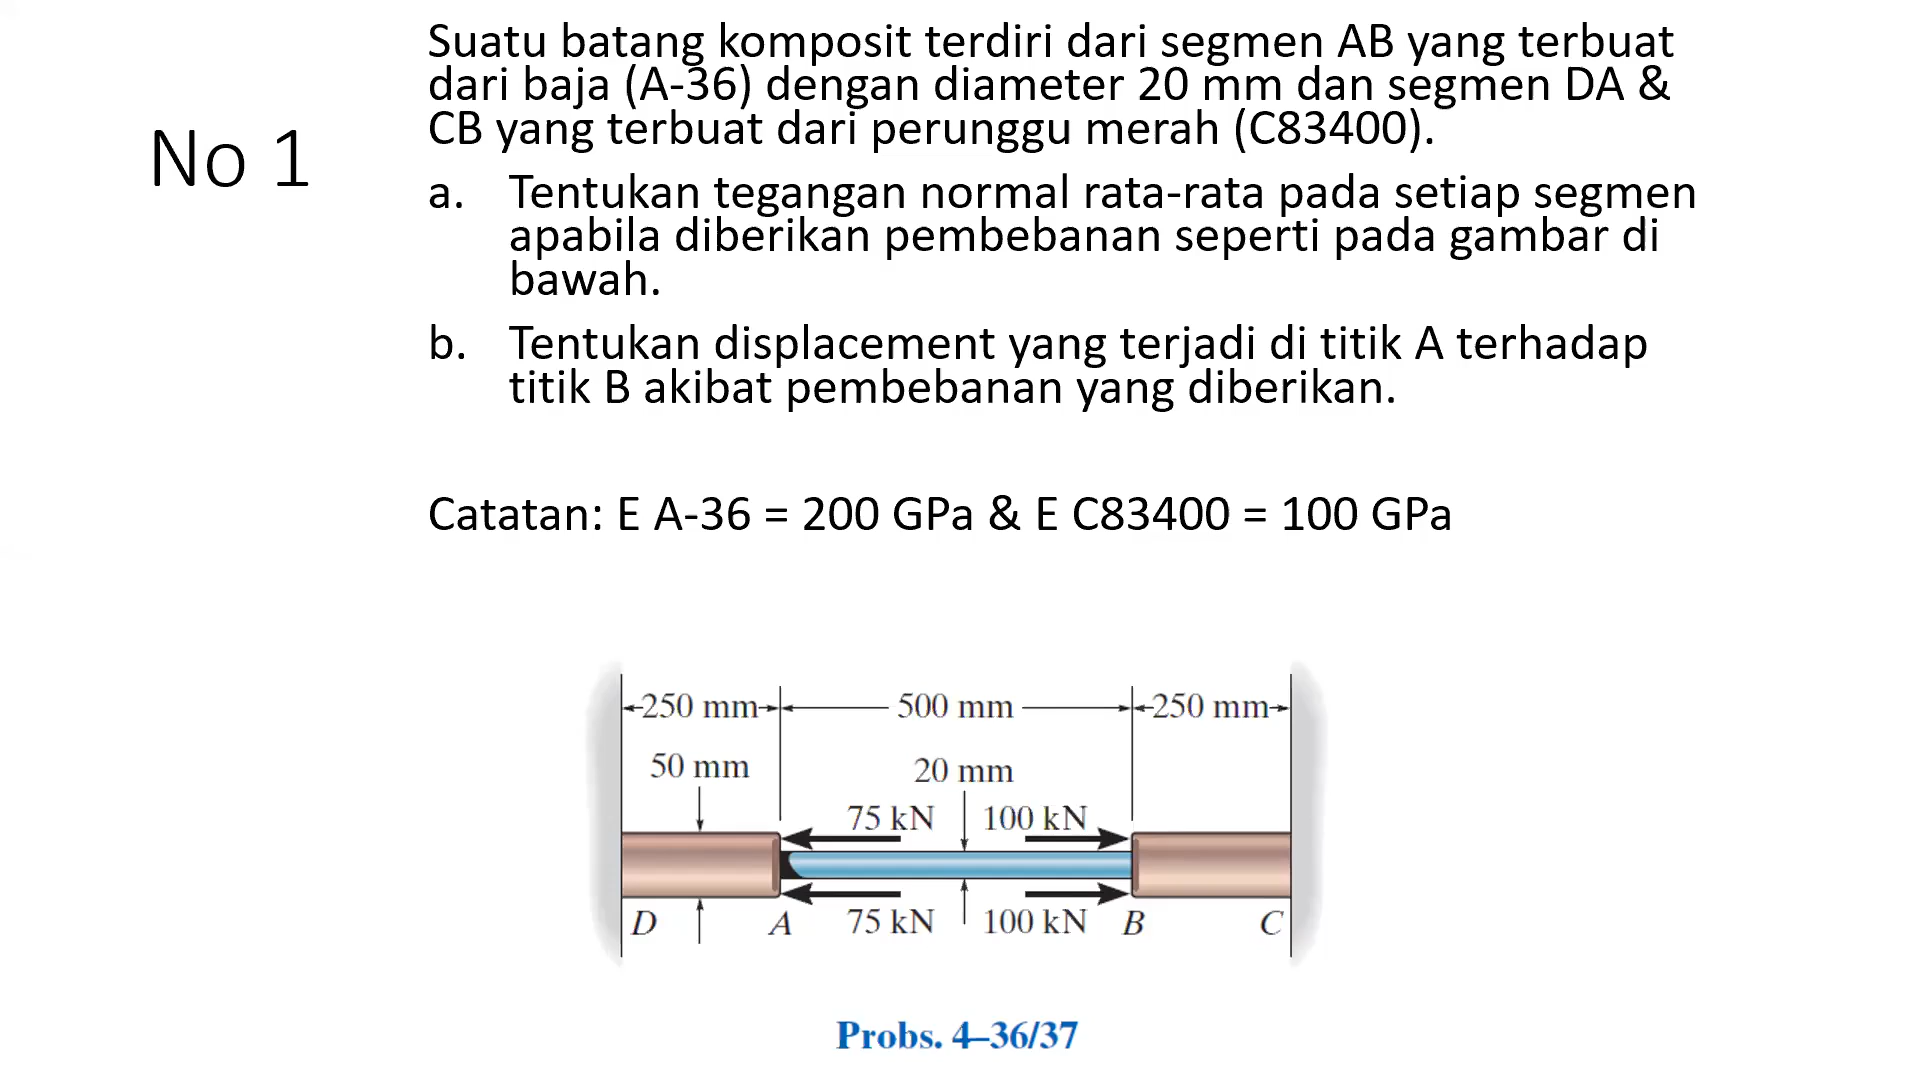 No 1
Suatu batang komposit terdiri dari segmen AB yang terbuat
dari baja (A-36) dengan diameter 20 mm dan segmen DA &
CB yang terbuat dari perunggu merah (C83400).
a. Tentukan tegangan normal rata-rata pada setiap segmen
apabila diberikan pembebanan seperti pada gambar di
bawah.
b. Tentukan displacement yang terjadi di titik A terhadap
titik B akibat pembebanan yang diberikan.
Catatan: E A-36 = 200 GPa & E C83400 = 100 GPa
250 mm 500 mm 250 mm
50 mm 20 mm
75 kN 100 kN
D A 75 kN 100 kN B C
Probs. 4–36/37